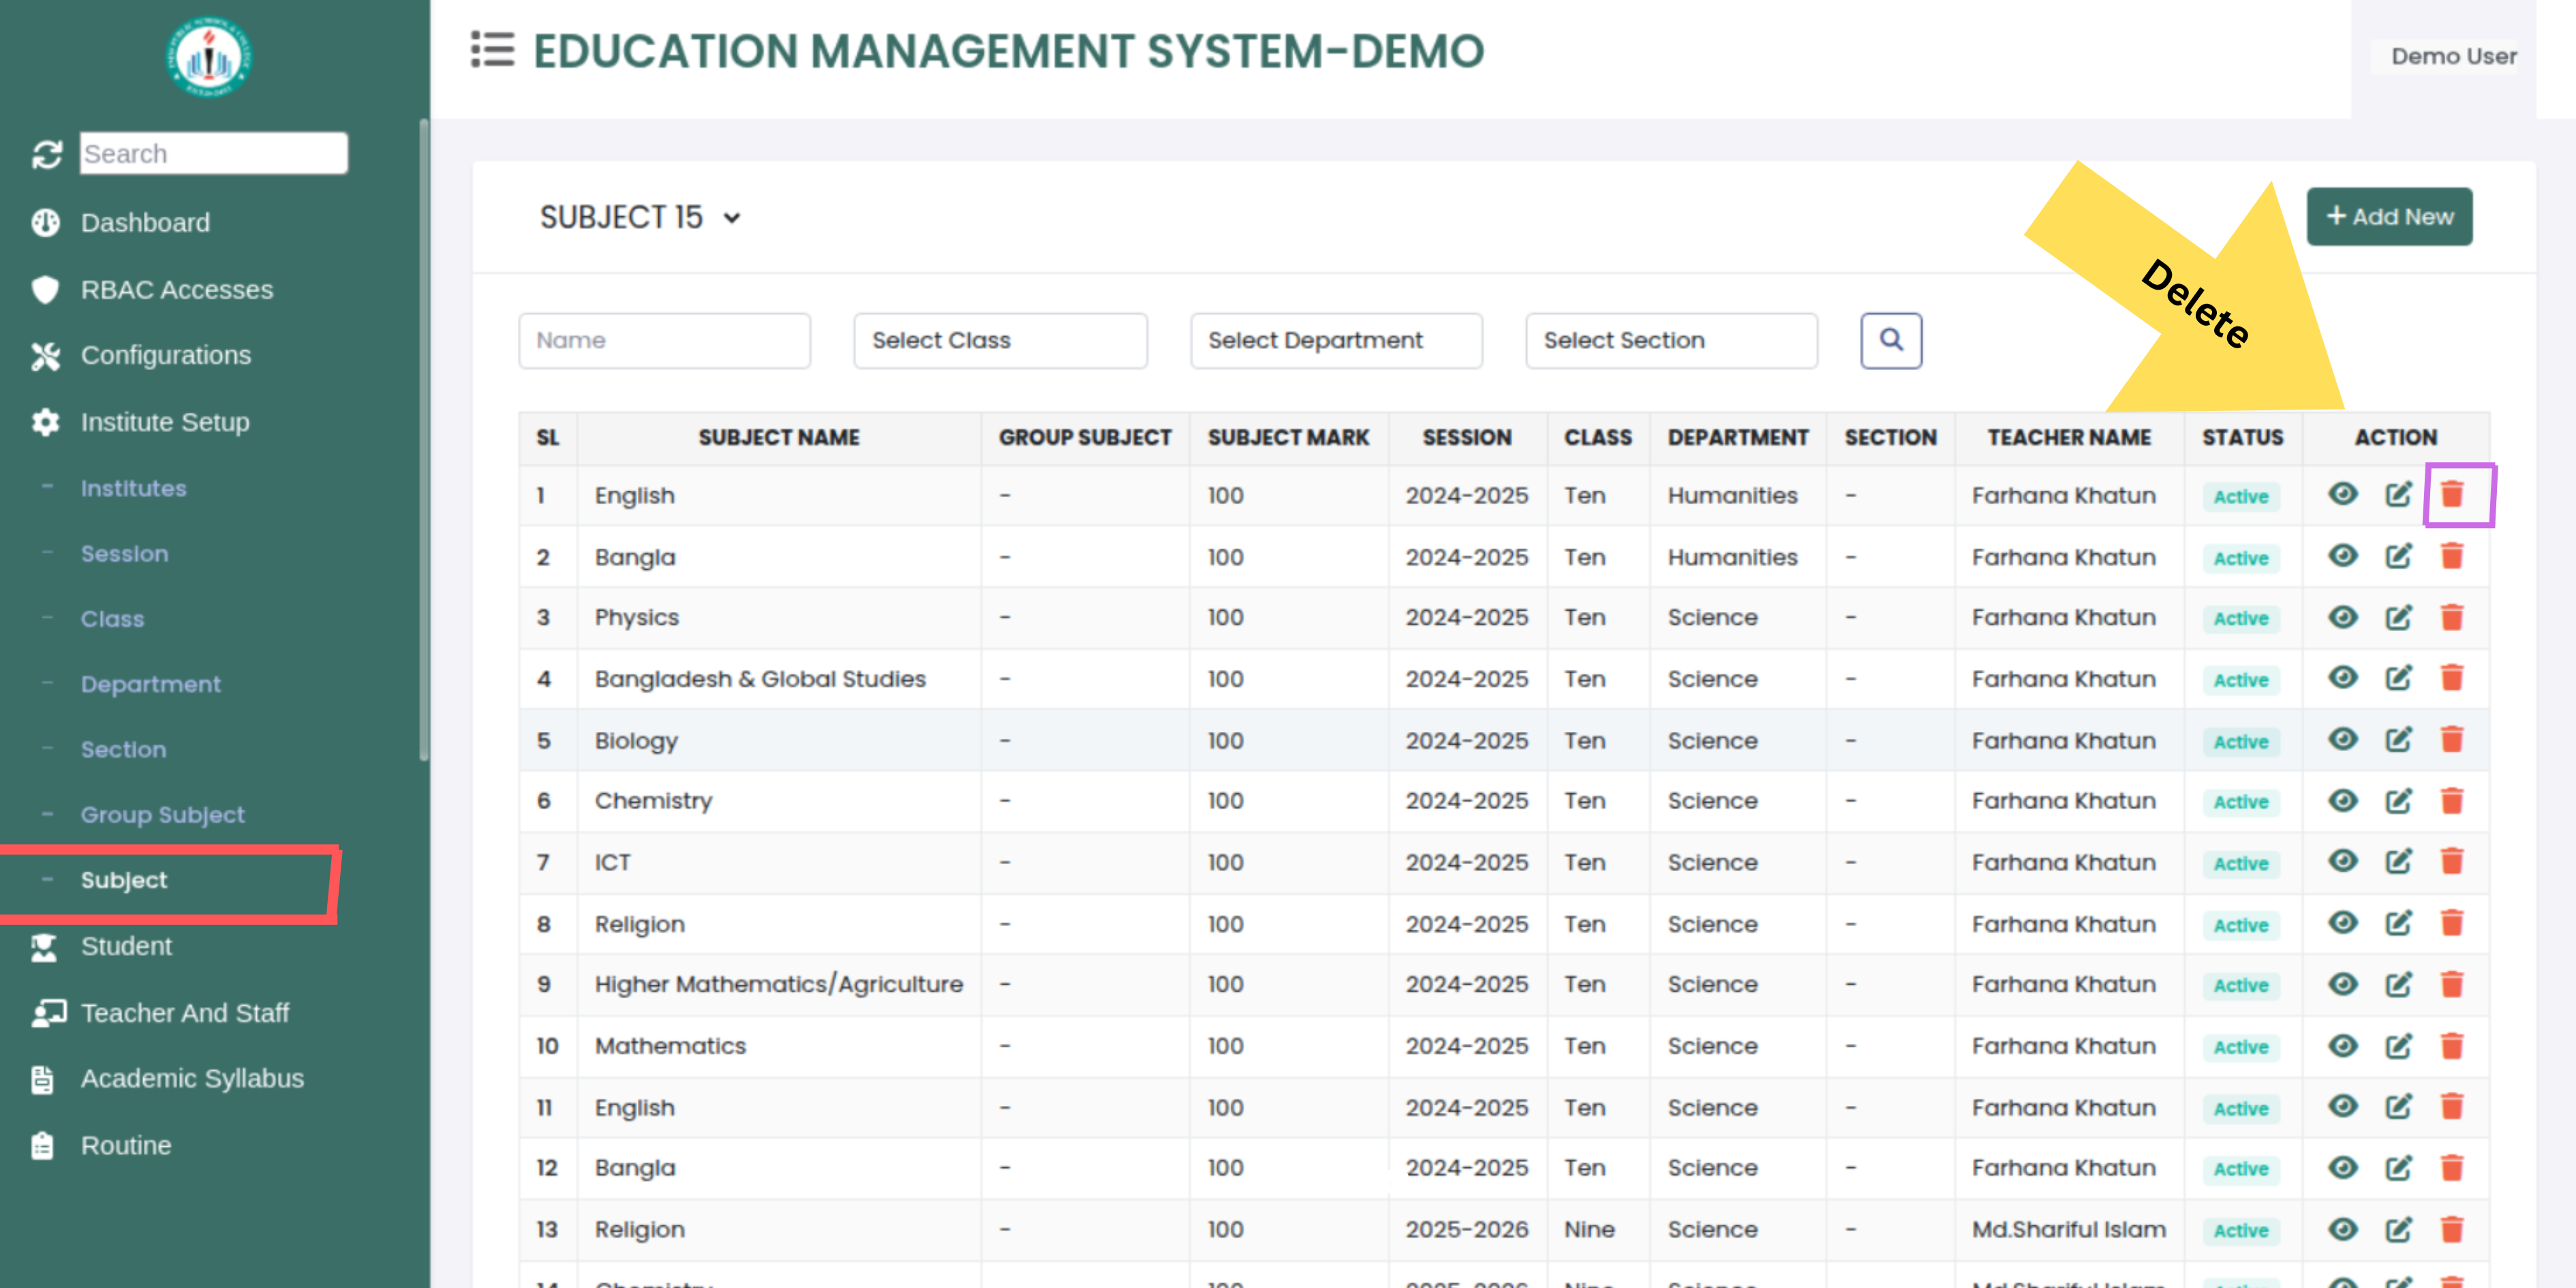 EDUCATION MANAGEMENT SYSTEM-DEMO
Demo User
Search
Dashboard
RBAC Accesses
Configurations
Institute Setup
- Institutes
- Session
- Class
- Department
- Section
- Group Subject
- Subject
Student
Teacher And Staff
Academic Syllabus
Routine
SUBJECT 15
+ Add New
Delete
Name Select Class Select Department Select Section
SL SUBJECT NAME GROUP SUBJECT SUBJECT MARK SESSION CLASS DEPARTMENT SECTION TEACHER NAME STATUS ACTION
1 English - 100 2024-2025 Ten Humanities - Farhana Khatun Active
2 Bangla - 100 2024-2025 Ten Humanities - Farhana Khatun Active
3 Physics - 100 2024-2025 Ten Science - Farhana Khatun Active
4 Bangladesh & Global Studies - 100 2024-2025 Ten Science - Farhana Khatun Active
5 Biology - 100 2024-2025 Ten Science - Farhana Khatun Active
6 Chemistry - 100 2024-2025 Ten Science - Farhana Khatun Active
7 ICT - 100 2024-2025 Ten Science - Farhana Khatun Active
8 Religion - 100 2024-2025 Ten Science - Farhana Khatun Active
9 Higher Mathematics/Agriculture - 100 2024-2025 Ten Science - Farhana Khatun Active
10 Mathematics - 100 2024-2025 Ten Science - Farhana Khatun Active
11 English - 100 2024-2025 Ten Science - Farhana Khatun Active
12 Bangla - 100 2024-2025 Ten Science - Farhana Khatun Active
13 Religion - 100 2025-2026 Nine Science - Md.Shariful Islam Active